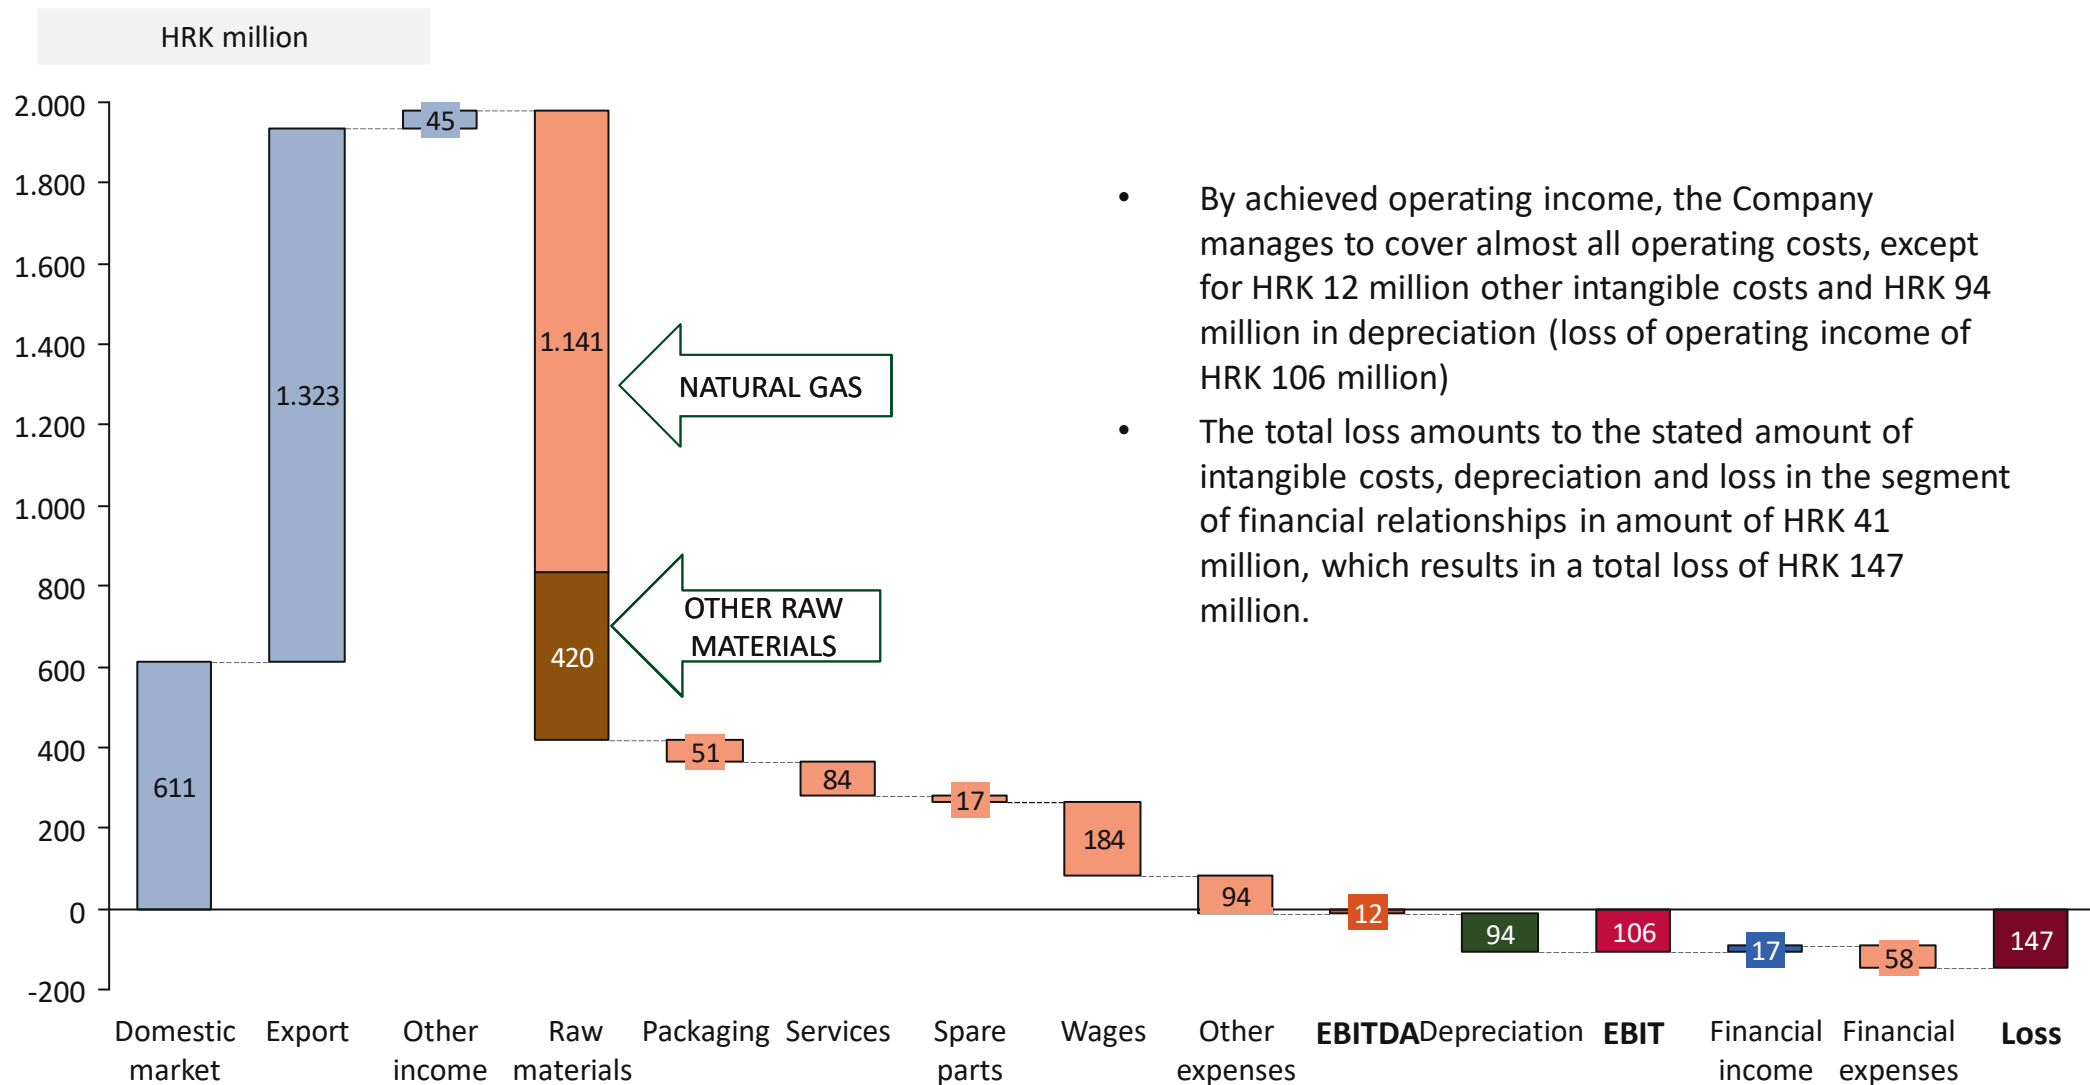 HRK million
2.000
1.800
1.600
1.400
1.200
1.000
800
600
400
200
0
-200
611
1.323
45
1.141
420
51
84
17
184
94
12
94
106
17
58
147
NATURAL GAS
OTHER RAW
MATERIALS
• By achieved operating income, the Company
manages to cover almost all operating costs, except
for HRK 12 million other intangible costs and HRK 94
million in depreciation (loss of operating income of
HRK 106 million)
• The total loss amounts to the stated amount of
intangible costs, depreciation and loss in the segment
of financial relationships in amount of HRK 41
million, which results in a total loss of HRK 147
million.
Domestic
market
Export
Other
income
Raw
materials
Packaging
Services
Spare
parts
Wages
Other
expenses
EBITDA
Depreciation
EBIT
Financial
income
Financial
expenses
Loss